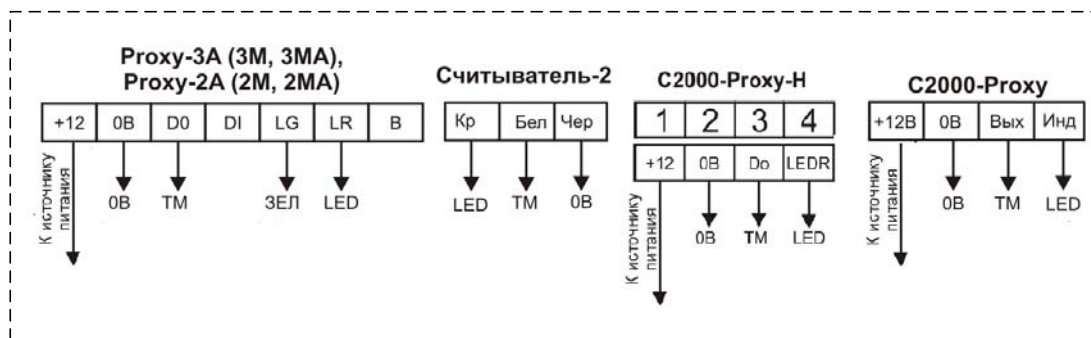 Proxy-3A (3M, 3MA),
Proxy-2A (2M, 2MA)
+12 0В D0 DI LG LR B
К источнику
питания
0В ТМ ЗЕЛ LED
Считыватель-2
Кр Бел Чер
LED ТМ 0В
С2000-Proxy-Н
1 2 3 4
+12 0В Do LEDR
К источнику
питания
0В ТМ LED
С2000-Proxy
+12В 0В Вых Инд
К источнику
питания
0В ТМ LED